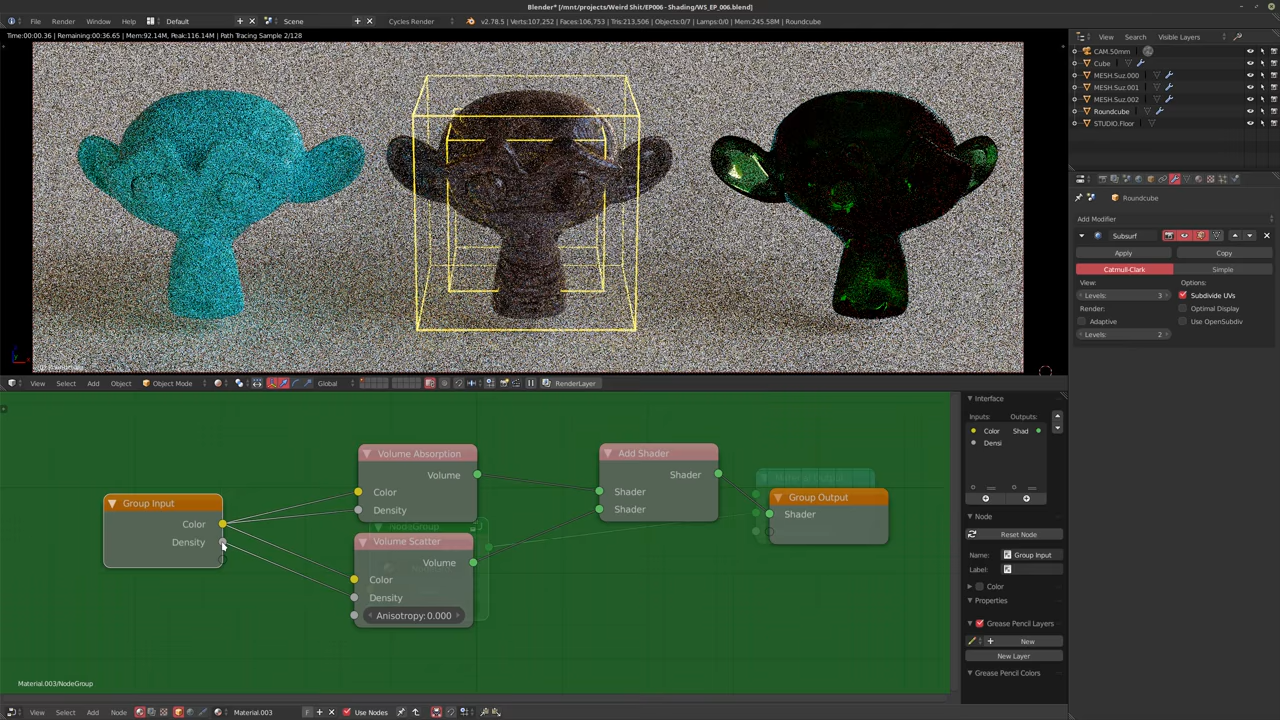 Blender* [/mnt/projects/Weird Shit/EP006 - Shading/WS_EP_006.blend]
File Render Window Help Default Scene Cycles Render v2.78.5 | Verts:107,252 | Faces:106,753 | Tris:213,506 | Objects:0/7 | Lamps:0/0 | Mem:245.58M | Roundcube
Time:00:00.36 | Remaining:00:36.65 | Mem:92.14M, Peak:116.14M | Path Tracing Sample 2/128
View Search Visible Layers
CAM.50mm
Cube
MESH.Suz.000
MESH.Suz.001
MESH.Suz.002
Roundcube
STUDIO.Floor
Roundcube
Add Modifier
Subsurf
Apply Copy
Catmull-Clark Simple
View: Options:
Levels: 3 Subdivide UVs
Render: Optimal Display
Adaptive Use OpenSubdiv
Levels: 2
View Select Add Object Object Mode Global RenderLayer
Group Input
Color
Density
Volume Absorption
Volume
Color
Density
NodeGroup
Volume Scatter
Volume
Color
Density
Anisotropy: 0.000
Add Shader
Shader
Shader
Shader
Group Output
Shader
Interface
Inputs: Outputs:
Color Shad
Densi
Node
Reset Node
Name: Group Input
Label:
Color
Properties
Grease Pencil Layers
New
New Layer
Grease Pencil Colors
Material.003/NodeGroup
View Select Add Node Material.003 F Use Nodes